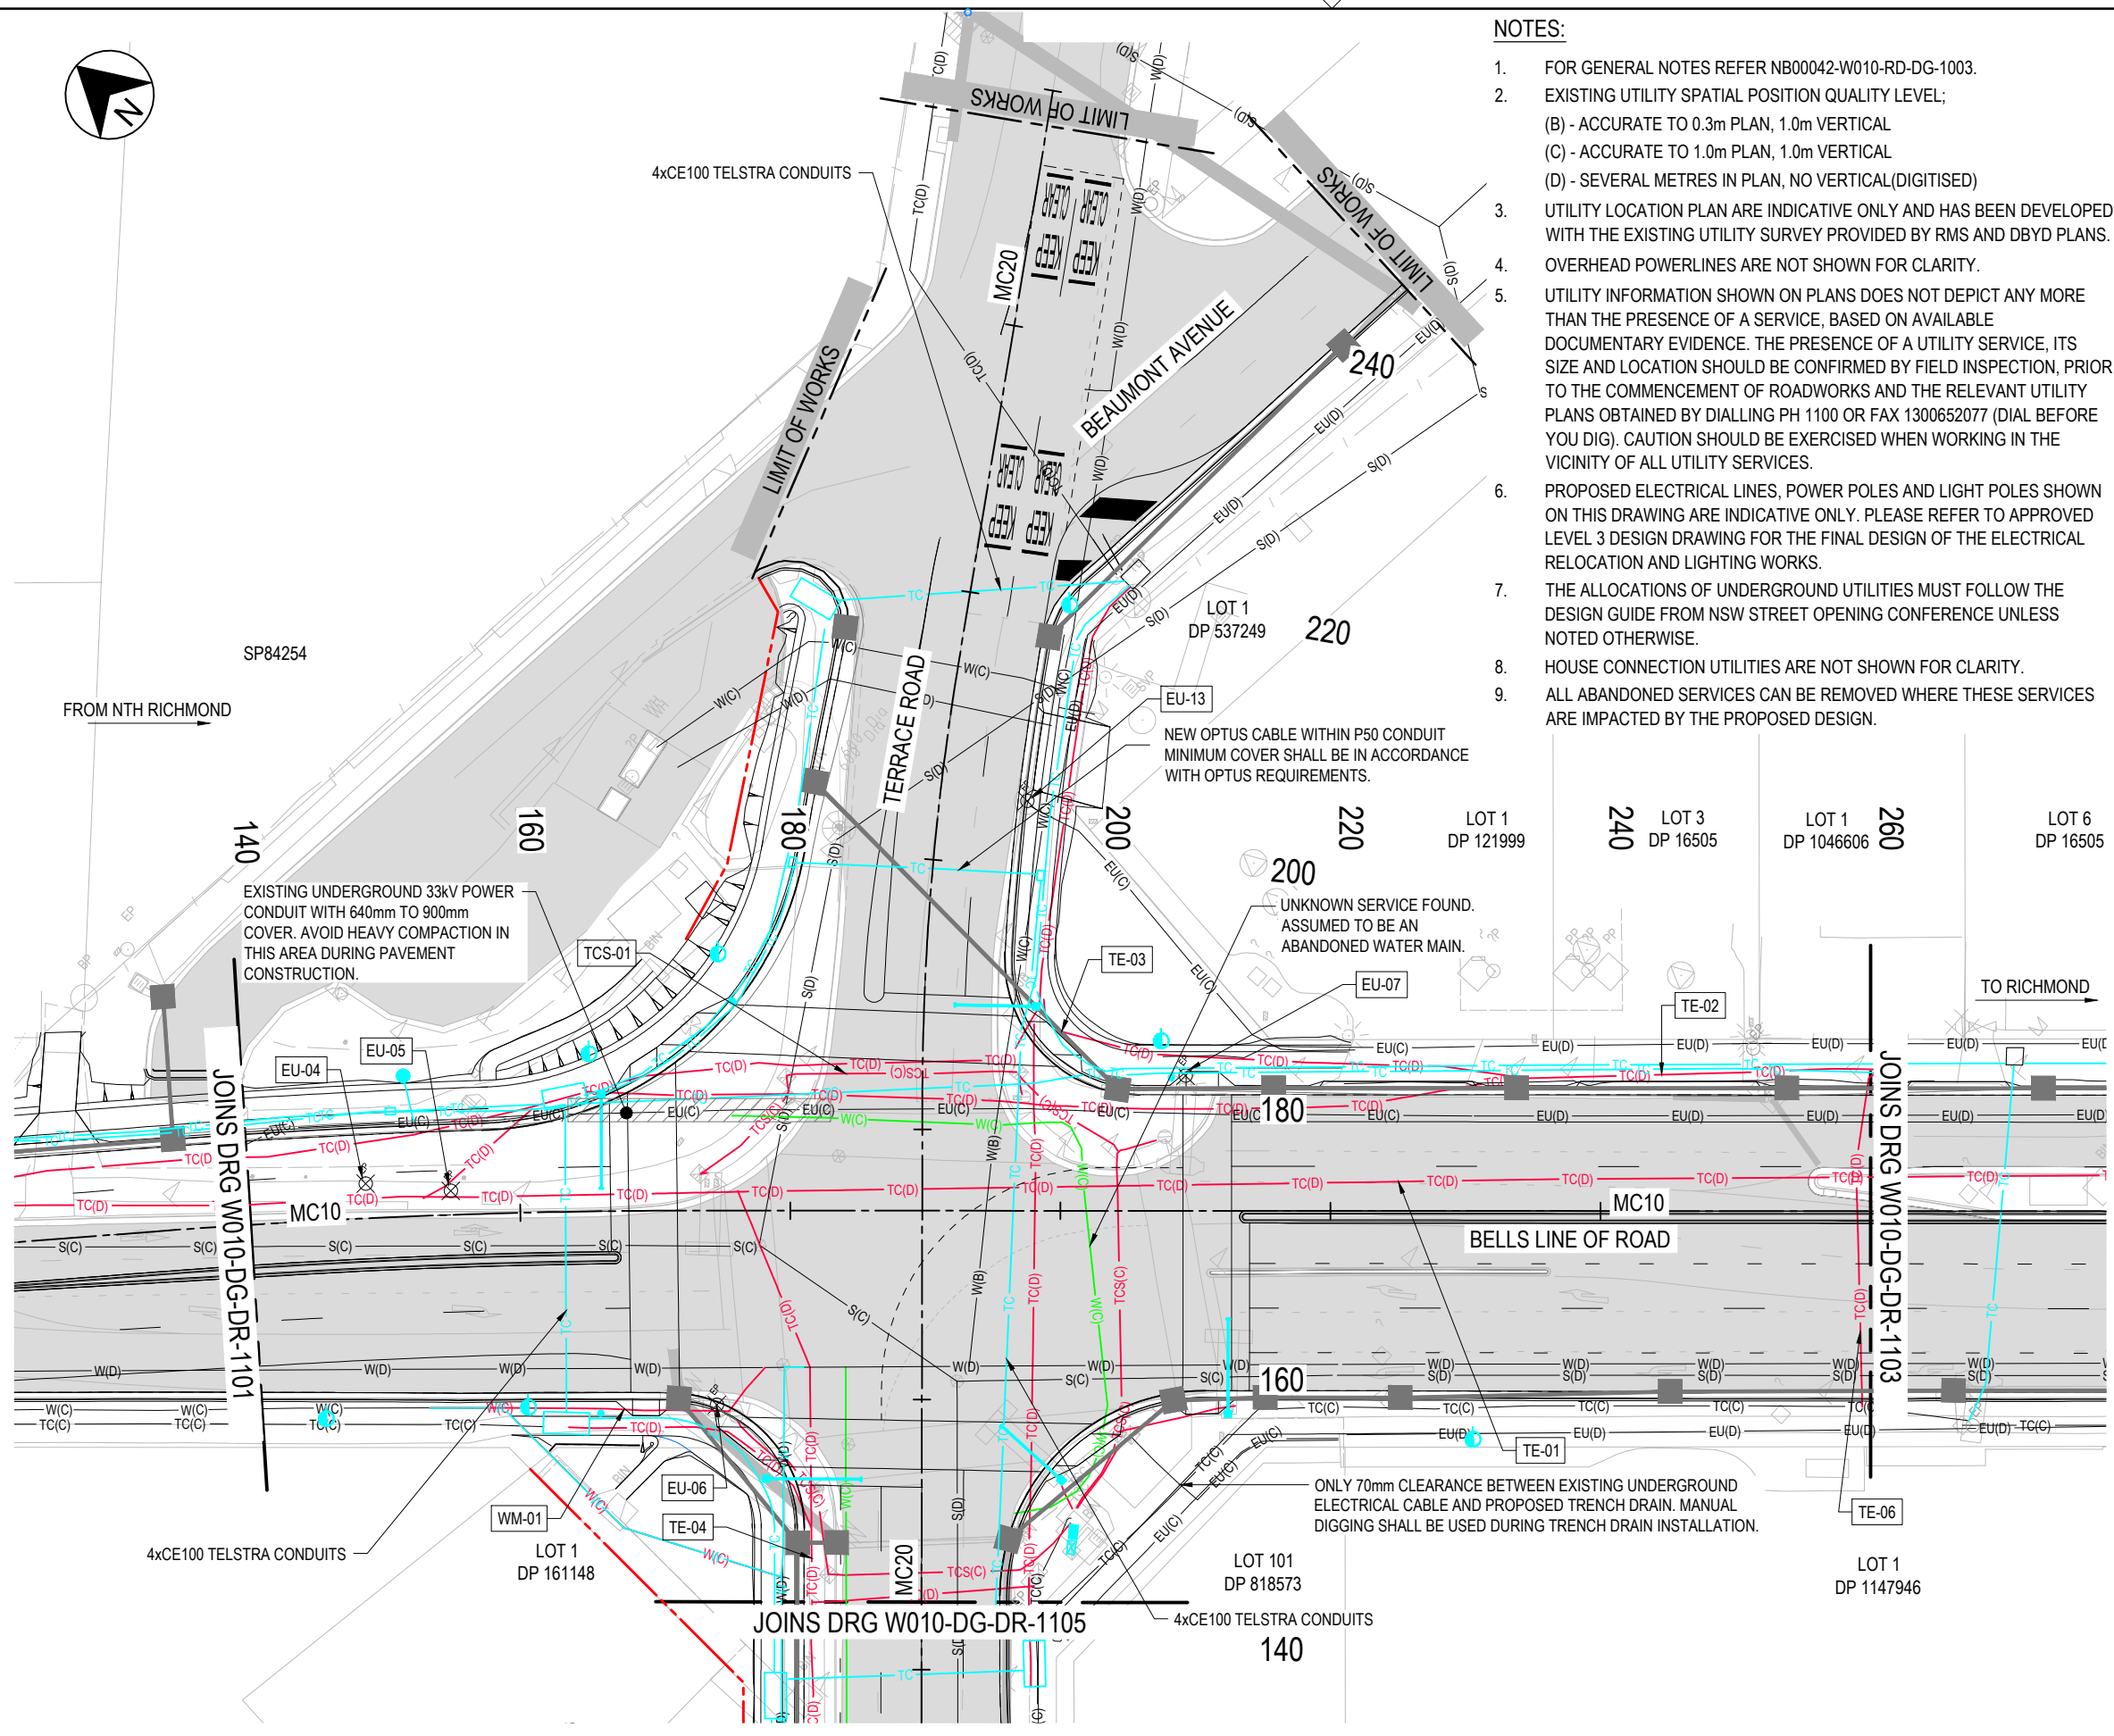 NOTES:
1. FOR GENERAL NOTES REFER NB00042-W010-RD-DG-1003.
2. EXISTING UTILITY SPATIAL POSITION QUALITY LEVEL;
(B) - ACCURATE TO 0.3m PLAN, 1.0m VERTICAL
(C) - ACCURATE TO 1.0m PLAN, 1.0m VERTICAL
(D) - SEVERAL METRES IN PLAN, NO VERTICAL(DIGITISED)
3. UTILITY LOCATION PLAN ARE INDICATIVE ONLY AND HAS BEEN DEVELOPED
WITH THE EXISTING UTILITY SURVEY PROVIDED BY RMS AND DBYD PLANS.
4. OVERHEAD POWERLINES ARE NOT SHOWN FOR CLARITY.
5. UTILITY INFORMATION SHOWN ON PLANS DOES NOT DEPICT ANY MORE
THAN THE PRESENCE OF A SERVICE, BASED ON AVAILABLE
DOCUMENTARY EVIDENCE. THE PRESENCE OF A UTILITY SERVICE, ITS
SIZE AND LOCATION SHOULD BE CONFIRMED BY FIELD INSPECTION, PRIOR
TO THE COMMENCEMENT OF ROADWORKS AND THE RELEVANT UTILITY
PLANS OBTAINED BY DIALLING PH 1100 OR FAX 1300652077 (DIAL BEFORE
YOU DIG). CAUTION SHOULD BE EXERCISED WHEN WORKING IN THE
VICINITY OF ALL UTILITY SERVICES.
6. PROPOSED ELECTRICAL LINES, POWER POLES AND LIGHT POLES SHOWN
ON THIS DRAWING ARE INDICATIVE ONLY. PLEASE REFER TO APPROVED
LEVEL 3 DESIGN DRAWING FOR THE FINAL DESIGN OF THE ELECTRICAL
RELOCATION AND LIGHTING WORKS.
7. THE ALLOCATIONS OF UNDERGROUND UTILITIES MUST FOLLOW THE
DESIGN GUIDE FROM NSW STREET OPENING CONFERENCE UNLESS
NOTED OTHERWISE.
8. HOUSE CONNECTION UTILITIES ARE NOT SHOWN FOR CLARITY.
9. ALL ABANDONED SERVICES CAN BE REMOVED WHERE THESE SERVICES
ARE IMPACTED BY THE PROPOSED DESIGN.
N
LIMIT OF WORKS
LIMIT OF WORKS
LIMIT OF WORKS
4xCE100 TELSTRA CONDUITS
KEEP CLEAR
KEEP CLEAR
KEEP CLEAR
KEEP CLEAR
MC20
BEAUMONT AVENUE
240
SP84254
FROM NTH RICHMOND
LOT 1
DP 537249
220
TERRACE ROAD
EU-13
NEW OPTUS CABLE WITHIN P50 CONDUIT
MINIMUM COVER SHALL BE IN ACCORDANCE
WITH OPTUS REQUIREMENTS.
140
160
180
200
220
240
260
LOT 1
DP 121999
LOT 3
DP 16505
LOT 1
DP 1046606
LOT 6
DP 16505
200
EXISTING UNDERGROUND 33kV POWER
CONDUIT WITH 640mm TO 900mm
COVER. AVOID HEAVY COMPACTION IN
THIS AREA DURING PAVEMENT
CONSTRUCTION.
UNKNOWN SERVICE FOUND.
ASSUMED TO BE AN
ABANDONED WATER MAIN.
TCS-01
TE-03
EU-07
TE-02
TO RICHMOND
EU-04
EU-05
180
JOINS DRG W010-DG-DR-1101
JOINS DRG W010-DG-DR-1103
MC10
MC10
BELLS LINE OF ROAD
160
TE-01
EU-06
WM-01
TE-04
TE-06
ONLY 70mm CLEARANCE BETWEEN EXISTING UNDERGROUND
ELECTRICAL CABLE AND PROPOSED TRENCH DRAIN. MANUAL
DIGGING SHALL BE USED DURING TRENCH DRAIN INSTALLATION.
4xCE100 TELSTRA CONDUITS
LOT 1
DP 161148
MC20
LOT 101
DP 818573
LOT 1
DP 1147946
JOINS DRG W010-DG-DR-1105
4xCE100 TELSTRA CONDUITS
140